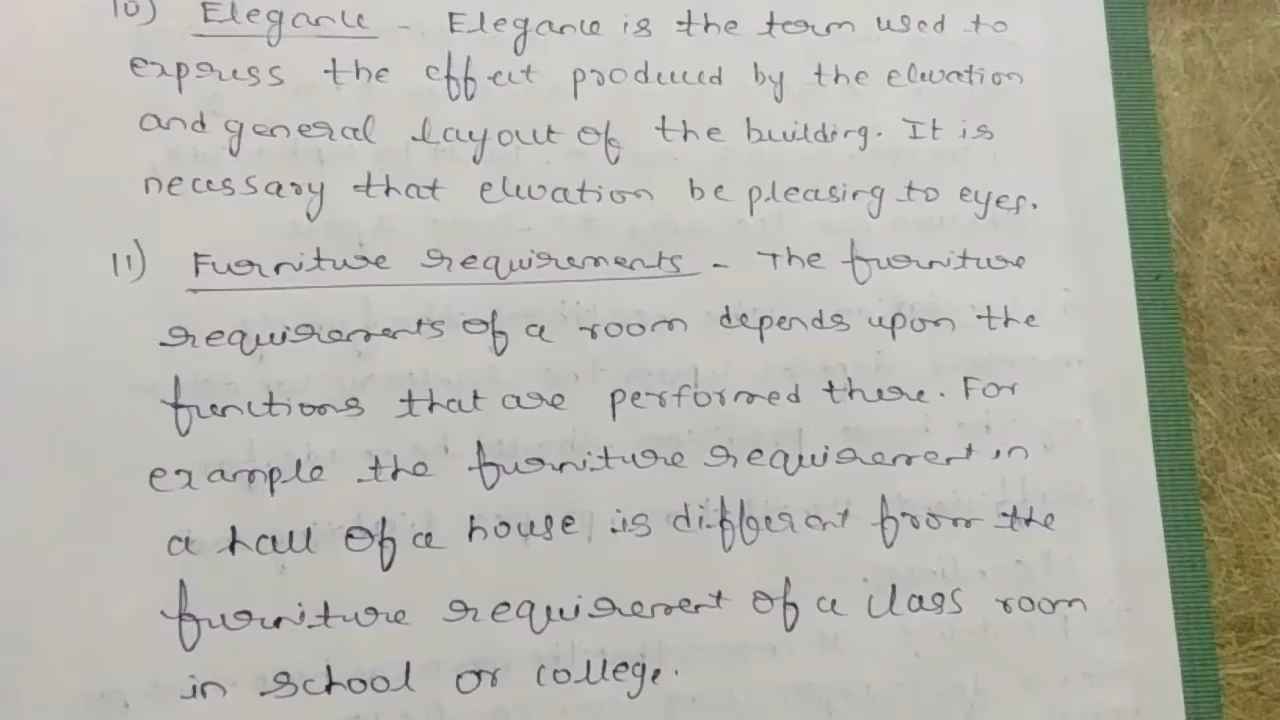 10) Elegance - Elegance is the term used to
express the effect produced by the elevation
and general layout of the building. It is
necessary that elevation be pleasing to eyes.
11) Furniture requirements - The furniture
requirements of a room depends upon the
functions that are performed there. For
example the furniture requirement in
a hall of a house is different from the
furniture requirement of a class room
in school or college.